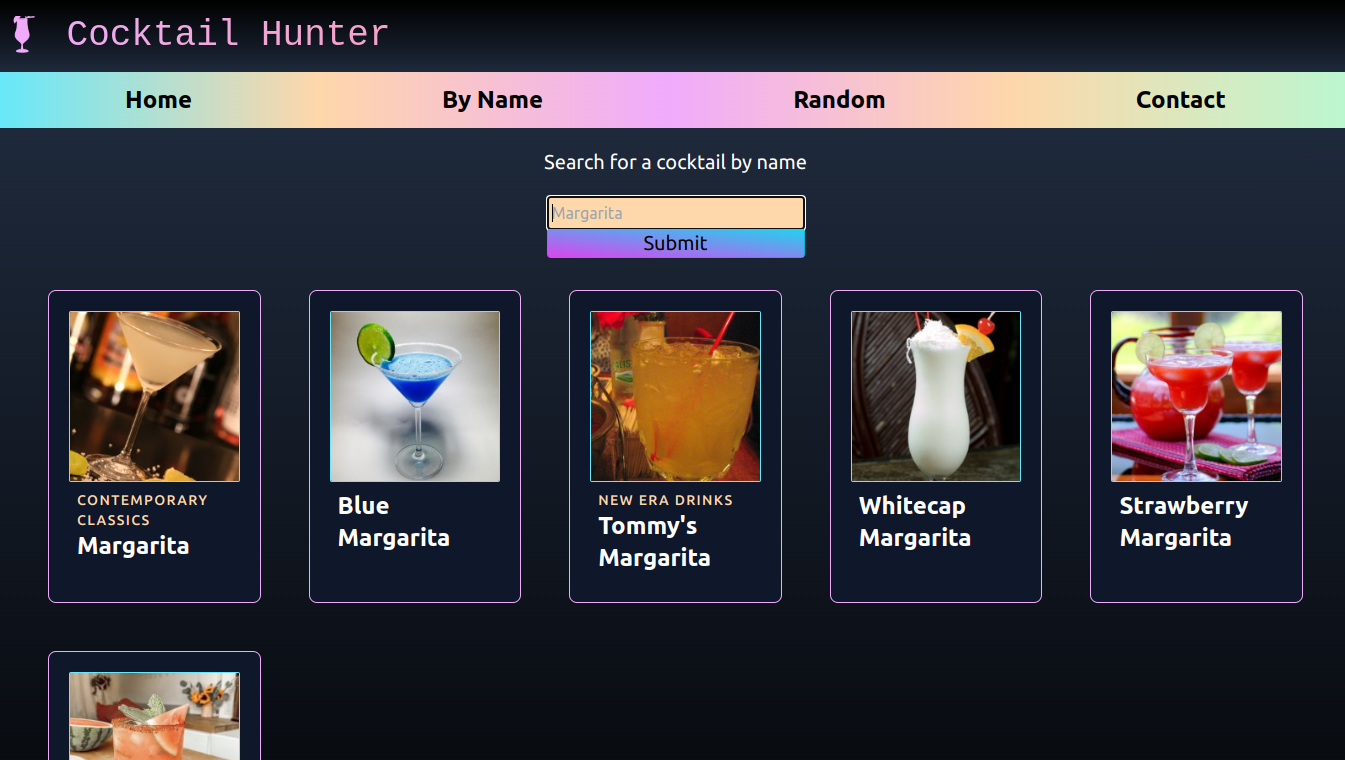 Cocktail Hunter
Home
By Name
Random
Contact
Search for a cocktail by name
Margarita
Submit
CONTEMPORARY
CLASSICS
Margarita
Blue
Margarita
NEW ERA DRINKS
Tommy's
Margarita
Whitecap
Margarita
Strawberry
Margarita